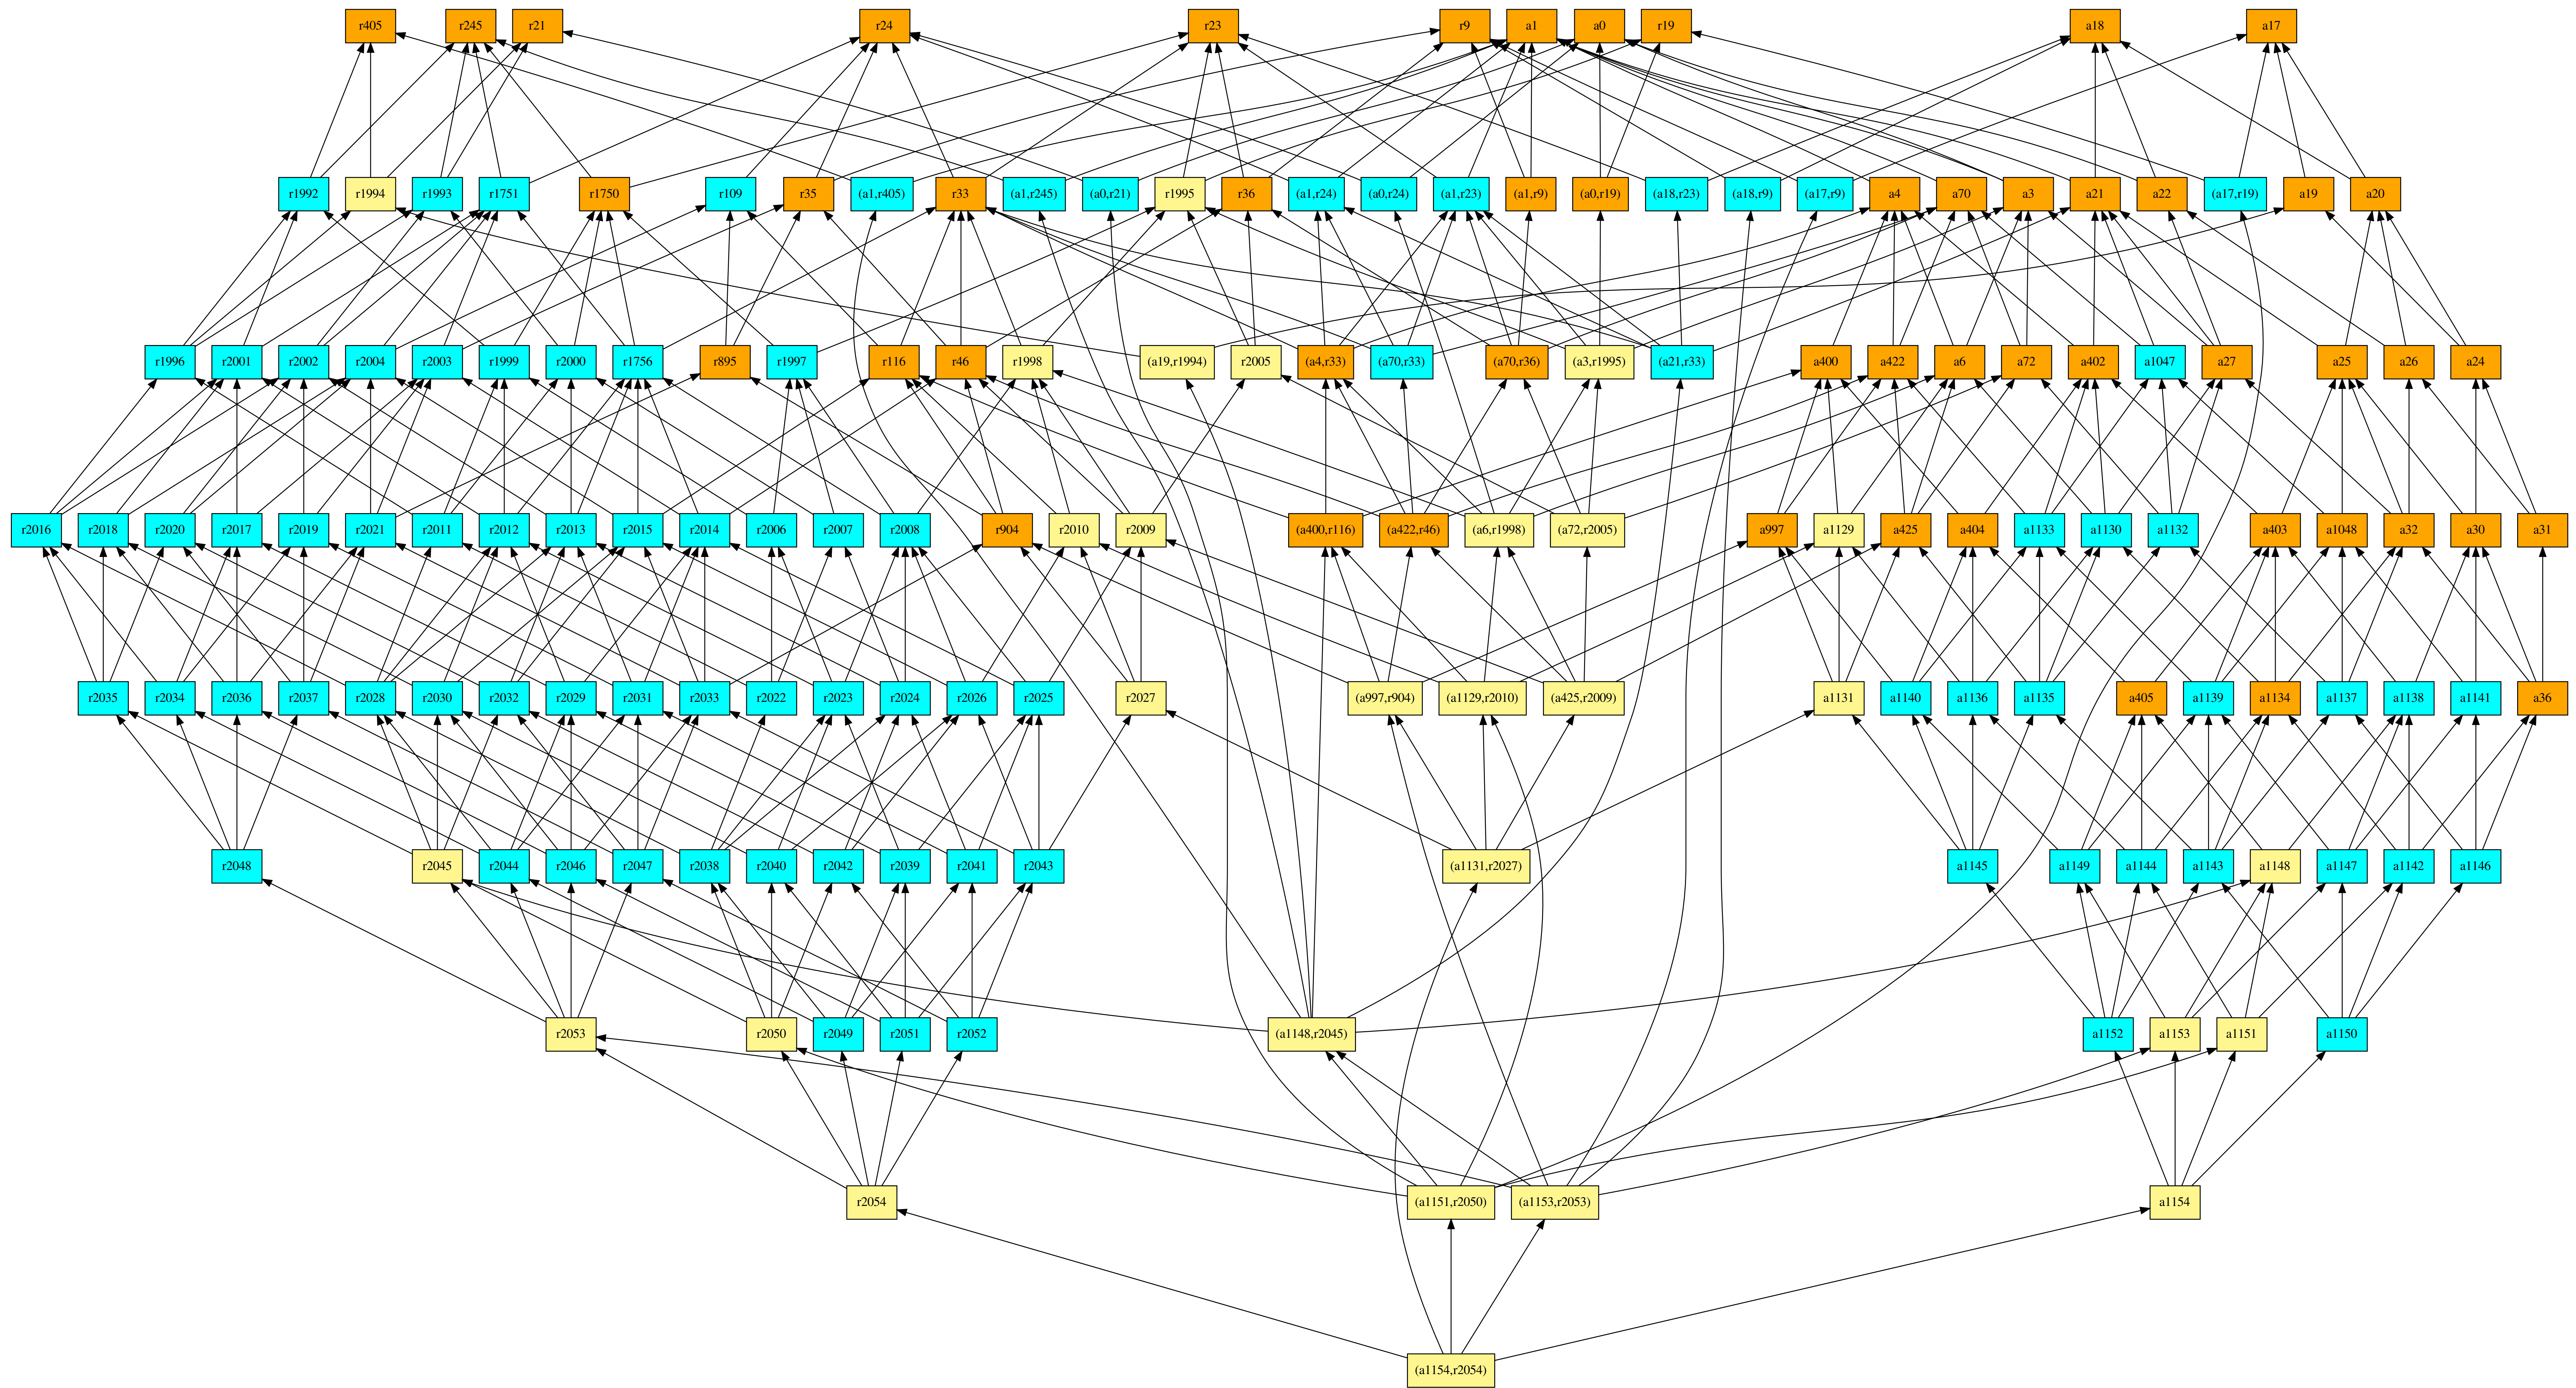 r405 r245 r21 r24 r23 r9 a1 a0 r19 a18 a17
r1992 r1994 r1993 r1751 r1750 r109 r35 (a1,r405) r33 (a1,r245) (a0,r21) r1995 r36 (a1,r24) (a0,r24) (a1,r23) (a1,r9) (a0,r19) (a18,r23) (a18,r9) (a17,r9) a4 a70 a3 a21 a22 (a17,r19) a19 a20
r1996 r2001 r2002 r2004 r2003 r1999 r2000 r1756 r895 r1997 r116 r46 r1998 (a19,r1994) r2005 (a4,r33) (a70,r33) (a70,r36) (a3,r1995) (a21,r33) a400 a422 a6 a72 a402 a1047 a27 a25 a26 a24
r2016 r2018 r2020 r2017 r2019 r2021 r2011 r2012 r2013 r2015 r2014 r2006 r2007 r2008 r904 r2010 r2009 (a400,r116) (a422,r46) (a6,r1998) (a72,r2005) a997 a1129 a425 a404 a1133 a1130 a1132 a403 a1048 a32 a30 a31
r2035 r2034 r2036 r2037 r2028 r2030 r2032 r2029 r2031 r2033 r2022 r2023 r2024 r2026 r2025 r2027 (a997,r904) (a1129,r2010) (a425,r2009) a1131 a1140 a1136 a1135 a405 a1139 a1134 a1137 a1138 a1141 a36
r2048 r2045 r2044 r2046 r2047 r2038 r2040 r2042 r2039 r2041 r2043 (a1131,r2027) a1145 a1149 a1144 a1143 a1148 a1147 a1142 a1146
r2053 r2050 r2049 r2051 r2052 (a1148,r2045) a1152 a1153 a1151 a1150
r2054 (a1151,r2050) (a1153,r2053) a1154
(a1154,r2054)